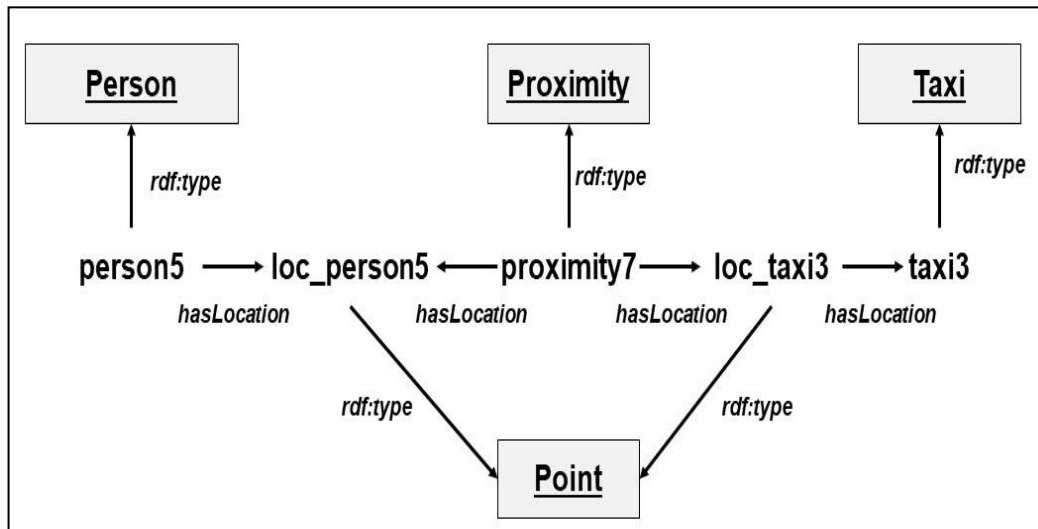 Person Proximity Taxi
rdf:type rdf:type rdf:type
person5 loc_person5 proximity7 loc_taxi3 taxi3
hasLocation hasLocation hasLocation hasLocation
rdf:type rdf:type
Point